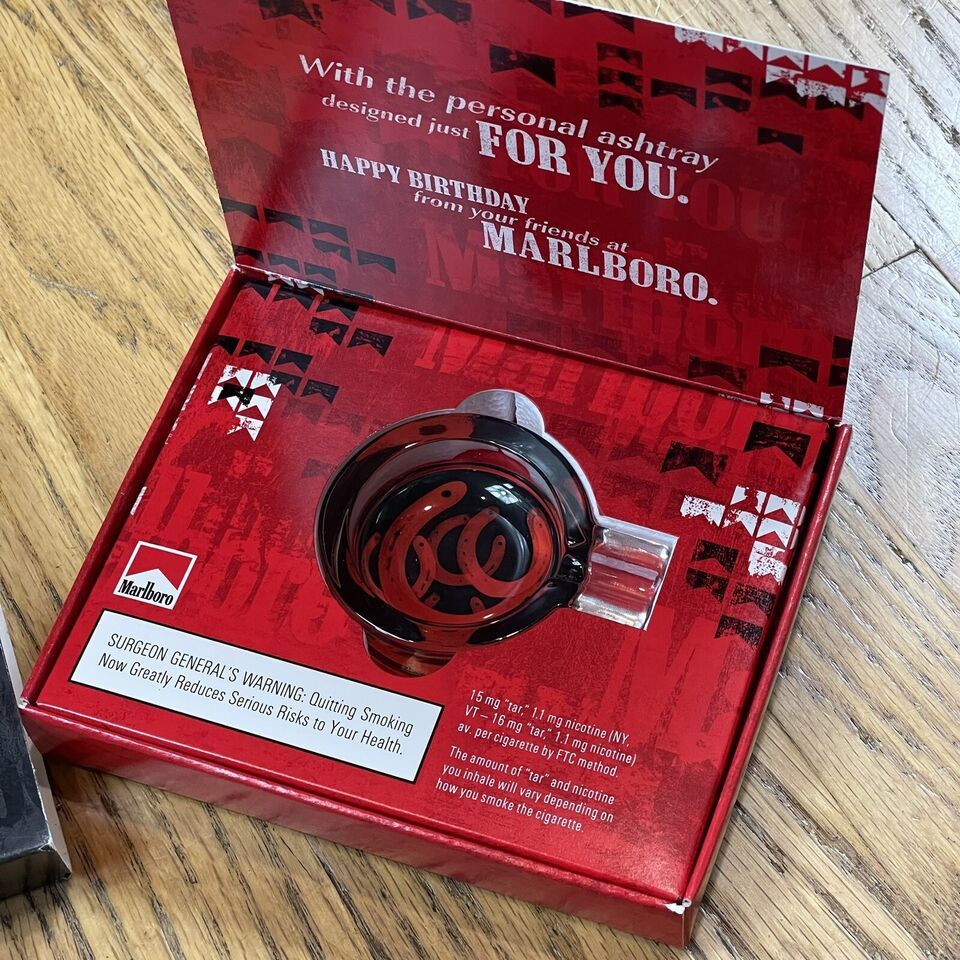 With the personal ashtray
designed just FOR YOU.
HAPPY BIRTHDAY
from your friends at
MARLBORO.
Marlboro
SURGEON GENERAL'S WARNING: Quitting Smoking
Now Greatly Reduces Serious Risks to Your Health.
15 mg "tar," 1.1 mg nicotine (NY,
VT – 16 mg "tar," 1.1 mg nicotine)
av. per cigarette by FTC method.
The amount of "tar" and nicotine
you inhale will vary depending on
how you smoke the cigarette.